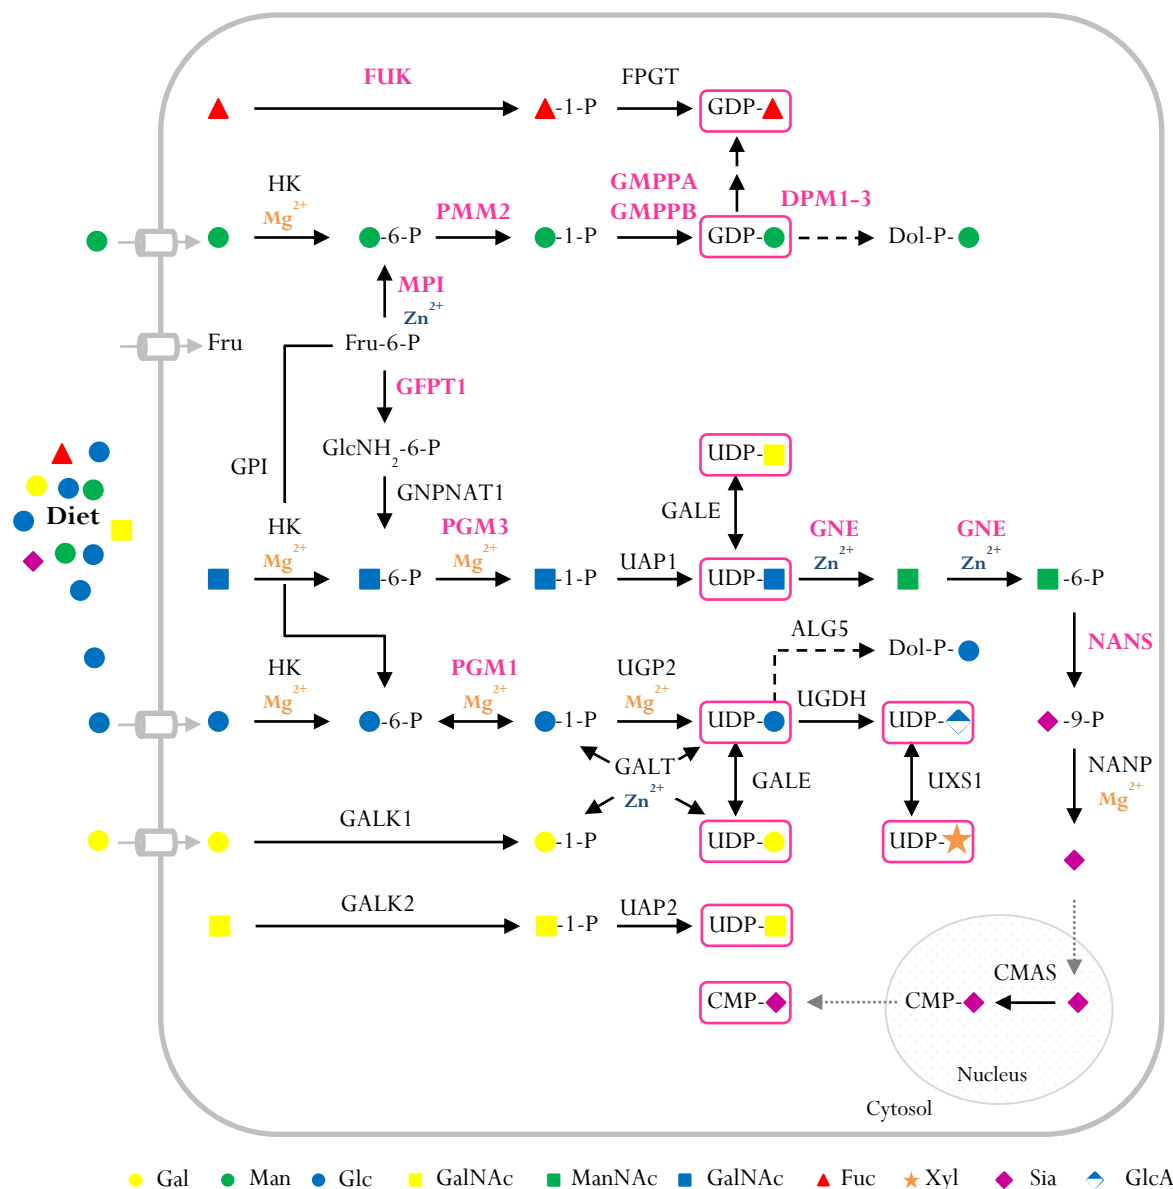 FUK
FPGT
-1-P
GDP-
HK
Mg2+
PMM2
GMPPA
GMPPB
DPM1-3
-6-P
-1-P
GDP-
Dol-P-
MPI
Zn2+
Fru
Fru-6-P
GFPT1
GlcNH2-6-P
UDP-
GPI
GNPNAT1
GALE
Diet
HK
Mg2+
PGM3
Mg2+
UAP1
GNE
Zn2+
GNE
Zn2+
-6-P
-1-P
UDP-
-6-P
ALG5
NANS
Dol-P-
HK
Mg2+
PGM1
Mg2+
UGP2
Mg2+
UGDH
-6-P
-1-P
UDP-
UDP-
-9-P
GALT
Zn2+
GALE
UXS1
NANP
Mg2+
GALK1
-1-P
UDP-
UDP-
GALK2
UAP2
-1-P
UDP-
CMAS
CMP-
CMP-
Nucleus
Cytosol
Gal Man Glc GalNAc ManNAc GalNAc Fuc Xyl Sia GlcA